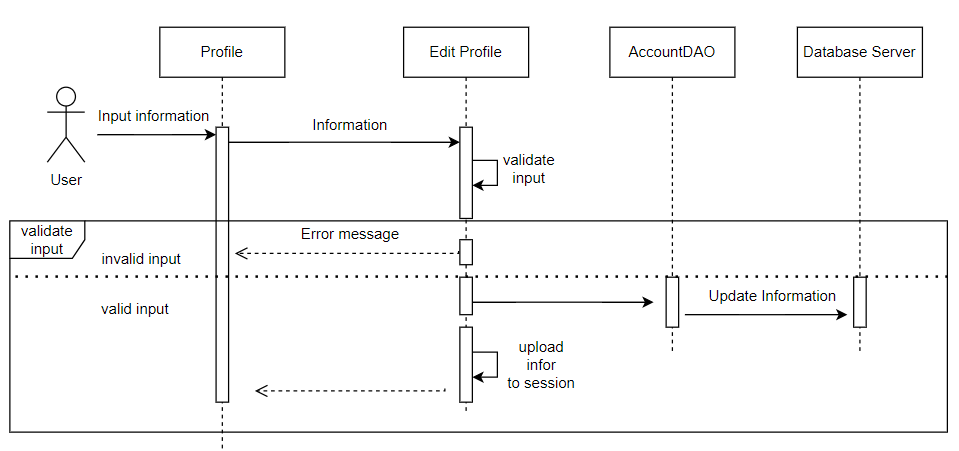 Profile
Edit Profile
AccountDAO
Database Server
Input information
Information
User
validate
input
validate
input
Error message
invalid input
valid input
Update Information
upload
infor
to session